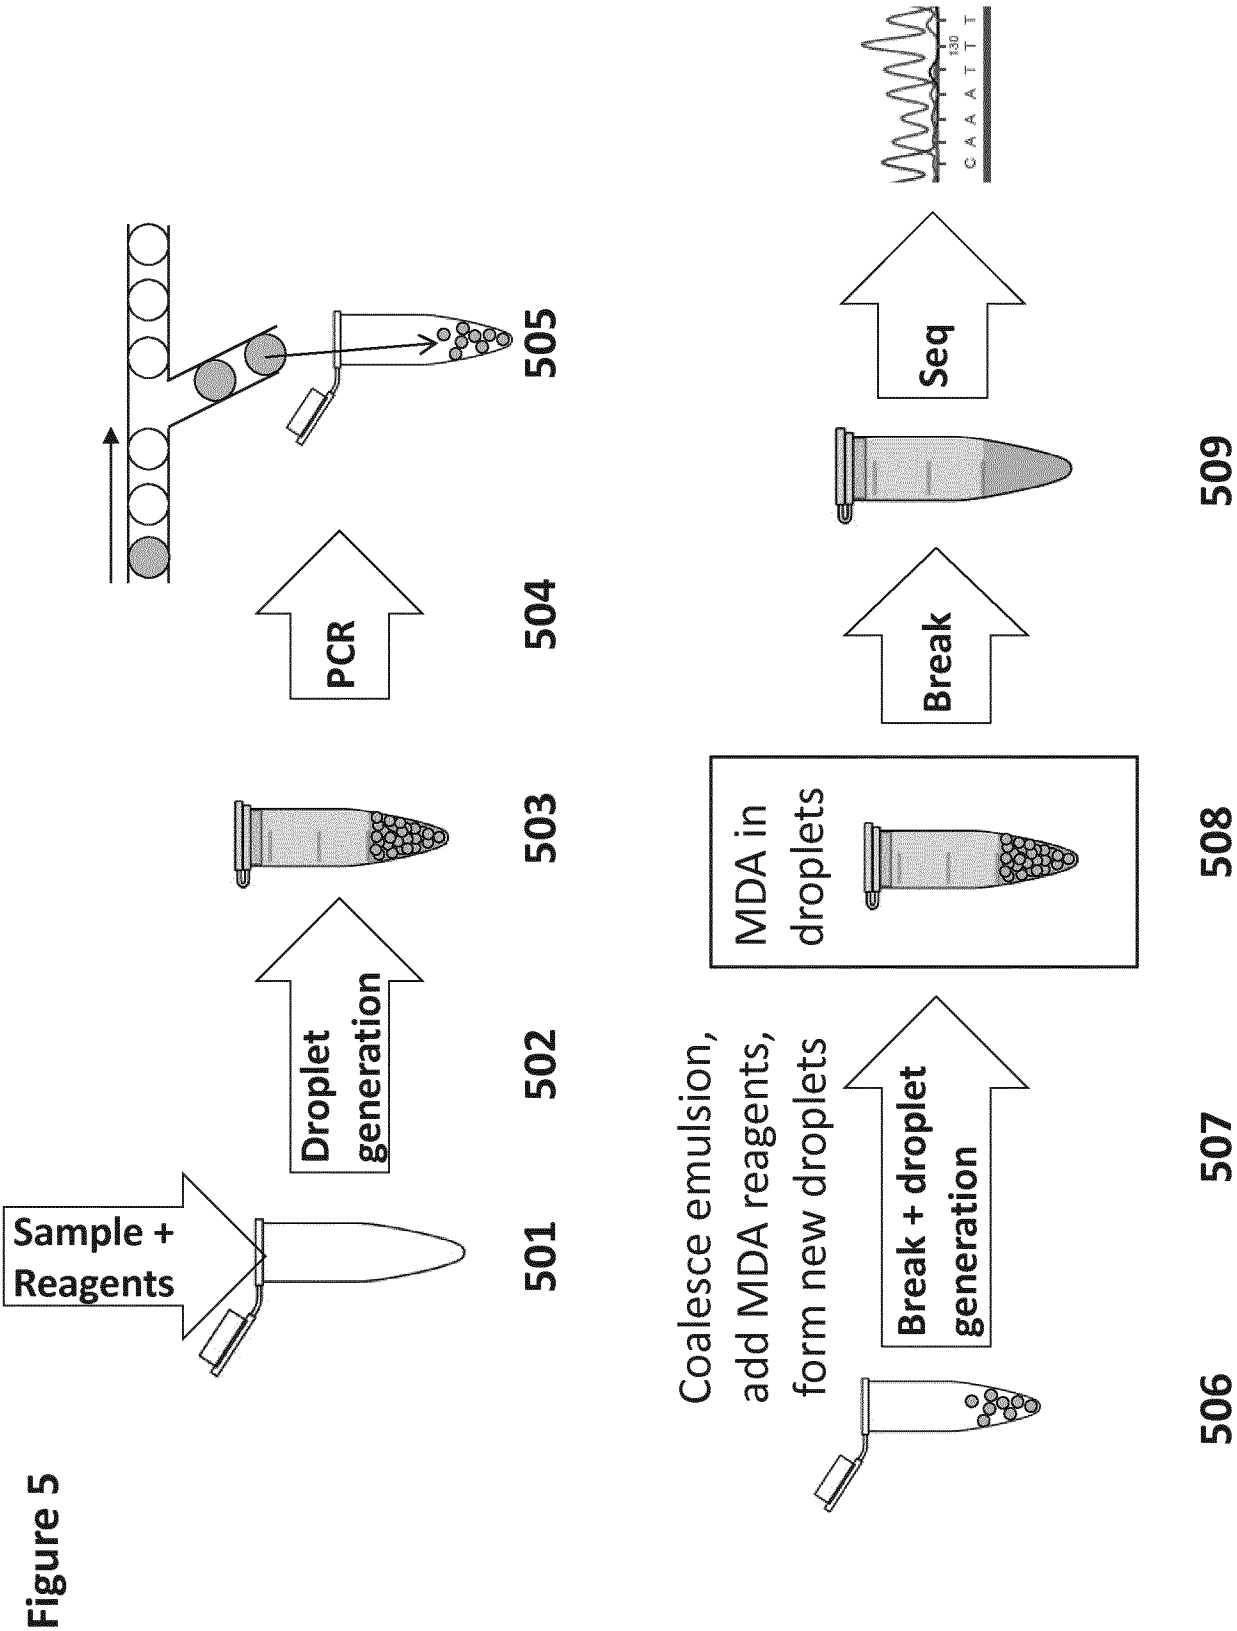 Figure 5
Sample +
Reagents
Droplet
generation
PCR
501
502
503
504
505
Coalesce emulsion,
add MDA reagents,
form new droplets
Break + droplet
generation
MDA in
droplets
Break
Seq
C A A A T T T
130
506
507
508
509